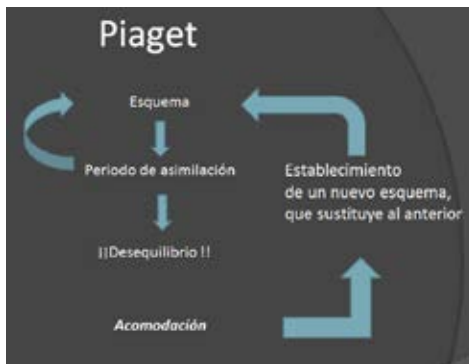 Piaget
Esquema
Periodo de asimilación
¡¡Desequilibrio !!
Acomodación
Establecimiento
de un nuevo esquema,
que sustituye al anterior